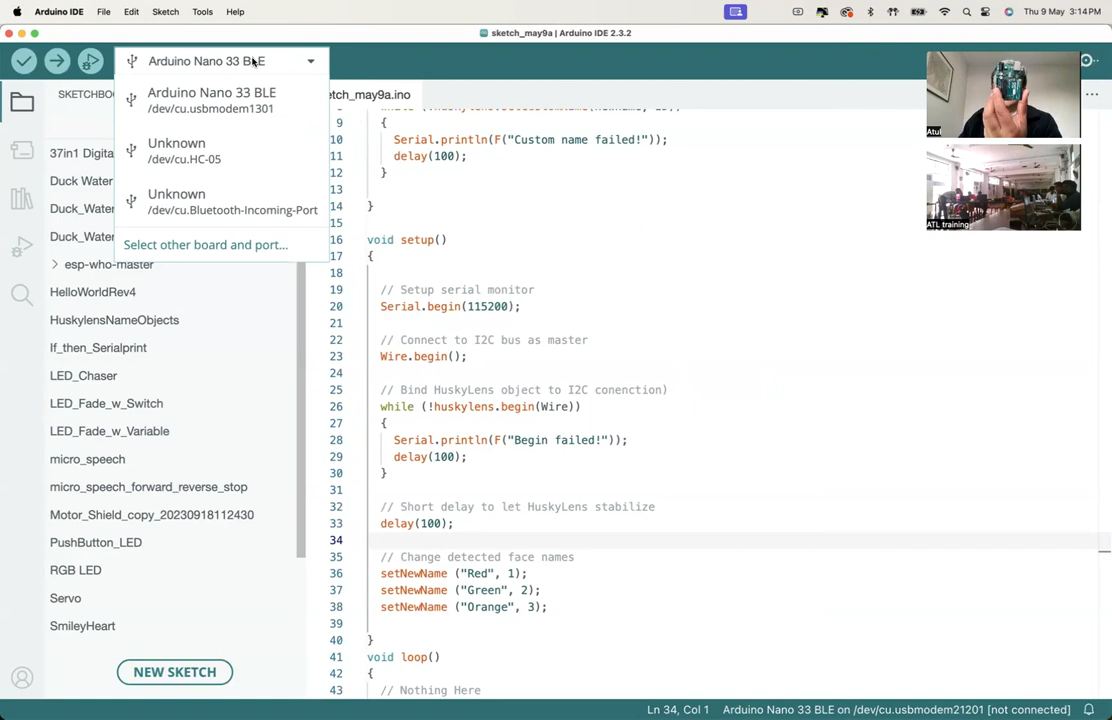 Arduino IDE File Edit Sketch Tools Help
Thu 9 May 3:14PM
sketch_may9a | Arduino IDE 2.3.2
Arduino Nano 33 BLE
Arduino Nano 33 BLE
/dev/cu.usbmodem1301
Unknown
/dev/cu.HC-05
Unknown
/dev/cu.Bluetooth-Incoming-Port
Select other board and port...
SKETCHBO
37in1 Digita
Duck Water
Duck_Water
Duck_Wate
esp-who-master
HelloWorldRev4
HuskylensNameObjects
If_then_Serialprint
LED_Chaser
LED_Fade_w_Switch
LED_Fade_w_Variable
micro_speech
micro_speech_forward_reverse_stop
Motor_Shield_copy_20230918112430
PushButton_LED
RGB LED
Servo
SmileyHeart
NEW SKETCH
etch_may9a.ino
9 {
10 Serial.println(F("Custom name failed!"));
11 delay(100);
12 }
13
14 }
15
16 void setup()
17 {
18
19 // Setup serial monitor
20 Serial.begin(115200);
21
22 // Connect to I2C bus as master
23 Wire.begin();
24
25 // Bind HuskyLens object to I2C conenction)
26 while (!huskylens.begin(Wire))
27 {
28 Serial.println(F("Begin failed!"));
29 delay(100);
30 }
31
32 // Short delay to let HuskyLens stabilize
33 delay(100);
34
35 // Change detected face names
36 setNewName ("Red", 1);
37 setNewName ("Green", 2);
38 setNewName ("Orange", 3);
39
40 }
41 void loop()
42 {
43 // Nothing Here
Atul
ATL training
Ln 34, Col 1 Arduino Nano 33 BLE on /dev/cu.usbmodem21201 [not connected]